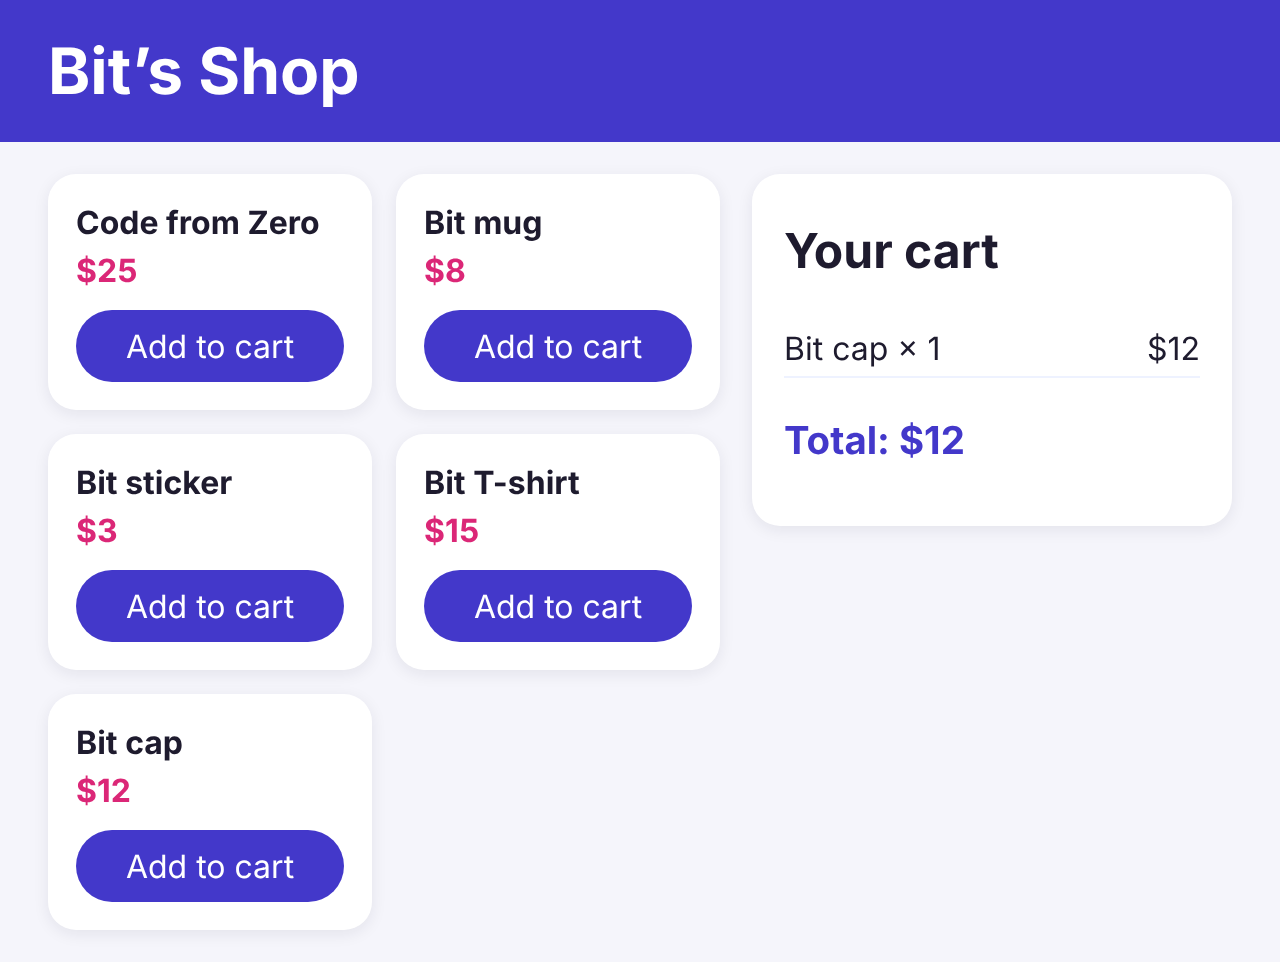 Bit’s Shop
Code from Zero
$25
Add to cart
Bit mug
$8
Add to cart
Bit sticker
$3
Add to cart
Bit T-shirt
$15
Add to cart
Bit cap
$12
Add to cart
Your cart
Bit cap × 1 $12
Total: $12